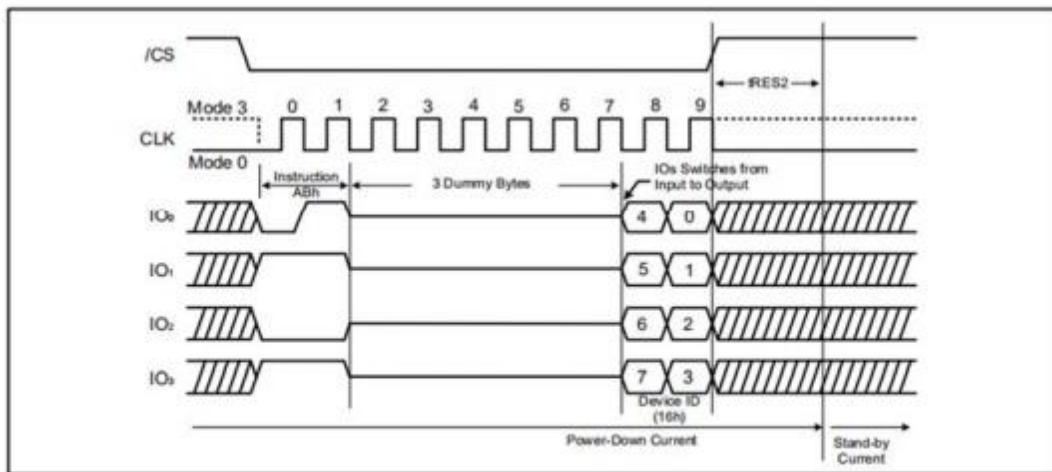 /CS
tRES2
Mode 3 0 1 2 3 4 5 6 7 8 9
CLK
Mode 0
Instruction
ABh
3 Dummy Bytes
IOs Switches from
Input to Output
IO₀ 4 0
IO₁ 5 1
IO₂ 6 2
IO₃ 7 3
Device ID
(16h)
Power-Down Current
Stand-by
Current